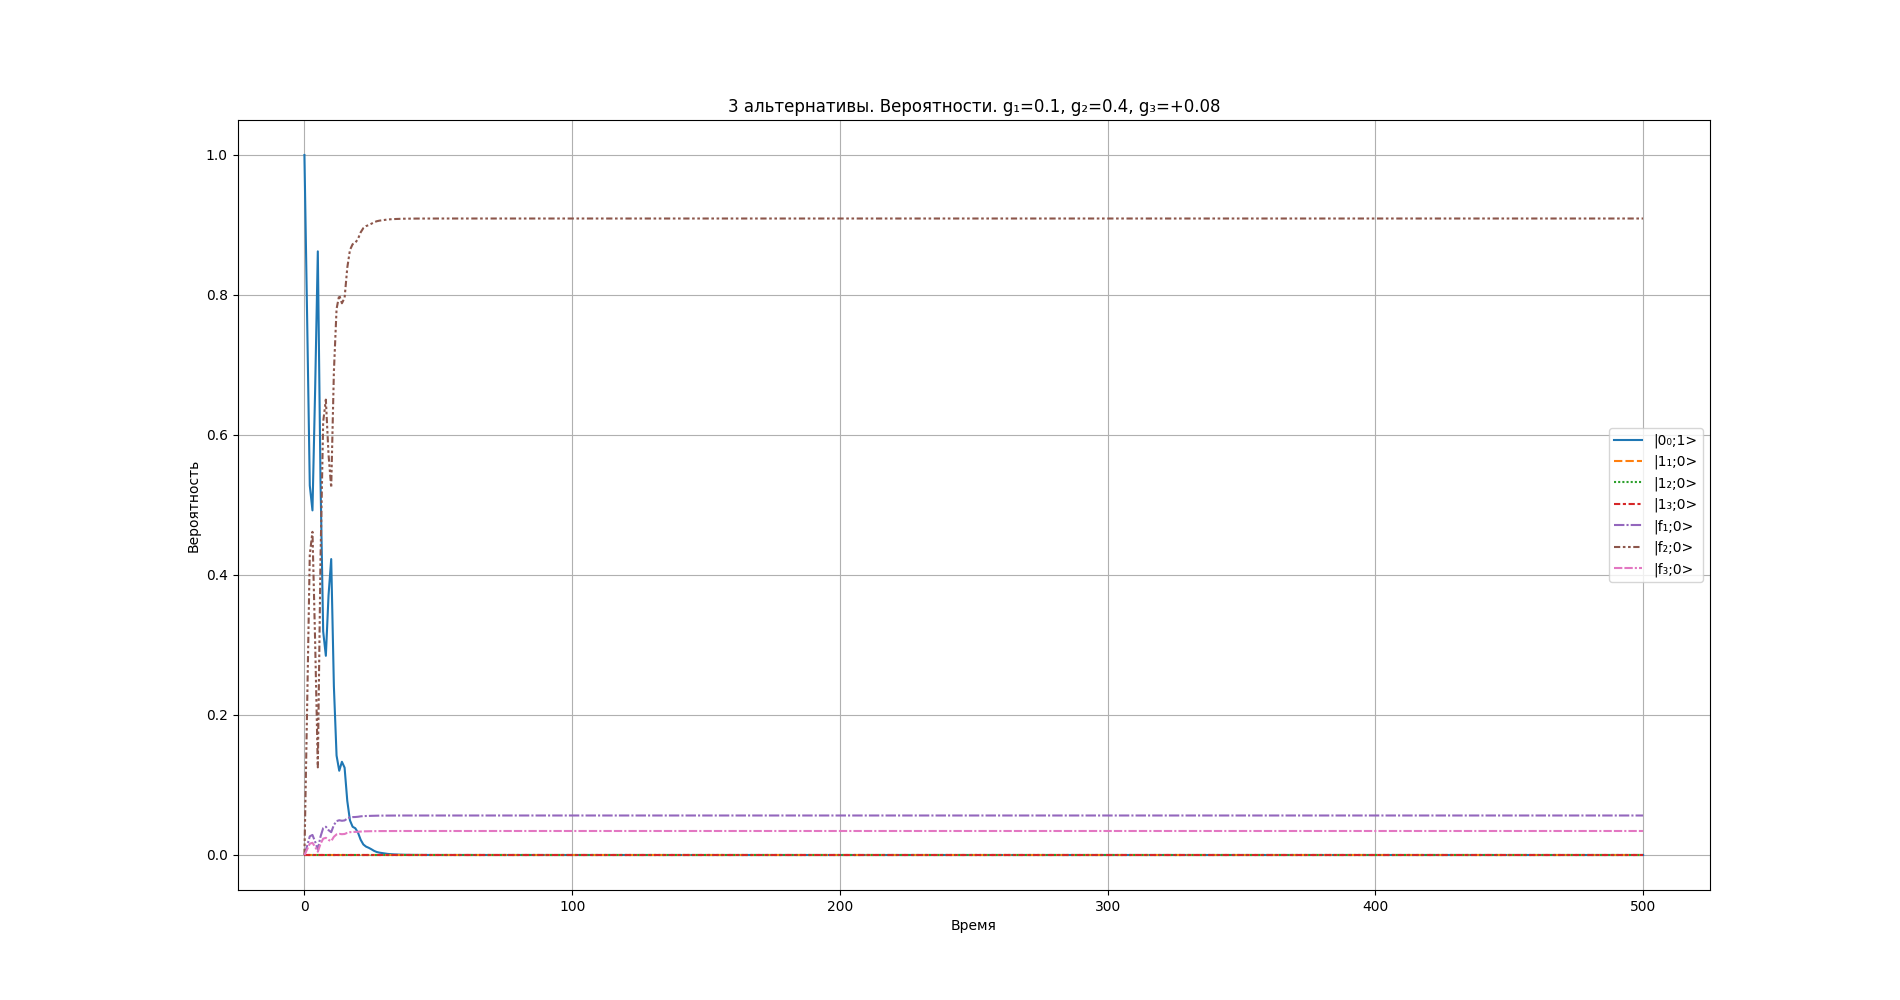 3 альтернативы. Вероятности. g₁=0.1, g₂=0.4, g₃=+0.08
1.0
0.8
0.6
0.4
0.2
0.0
Вероятность
0 100 200 300 400 500
Время
|0₀;1>
|1₁;0>
|1₂;0>
|1₃;0>
|f₁;0>
|f₂;0>
|f₃;0>